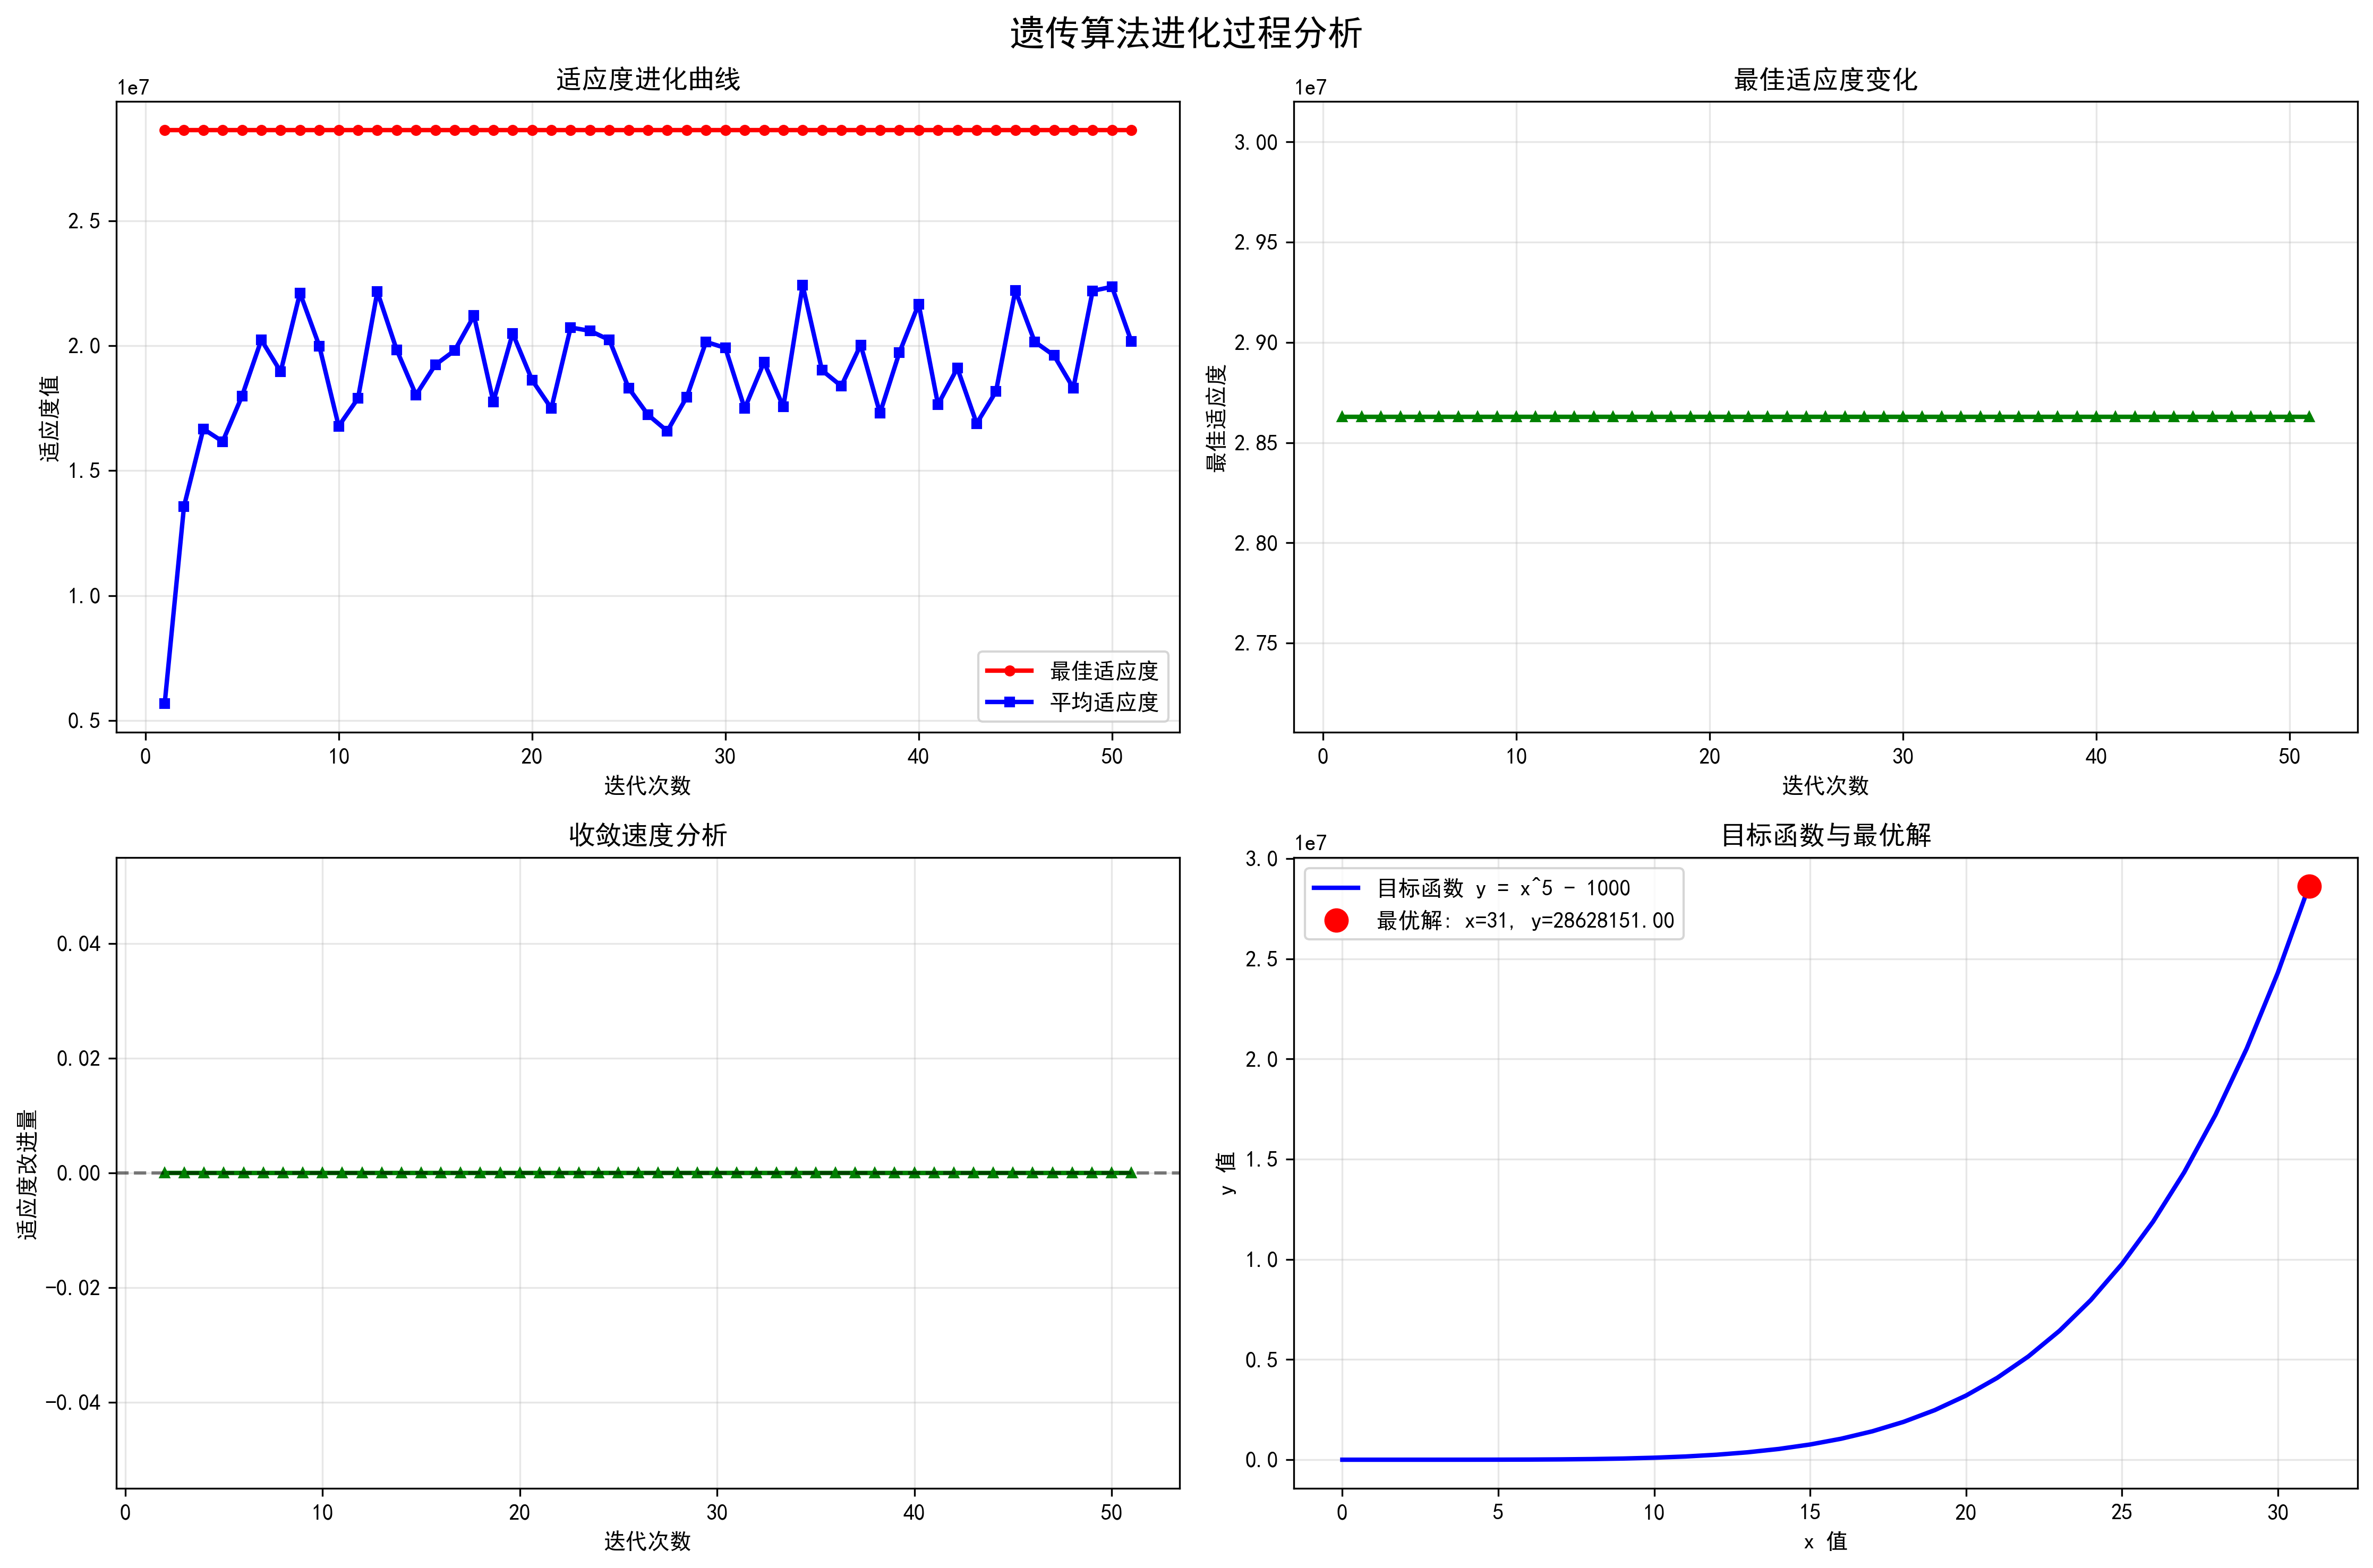 遗传算法进化过程分析
适应度进化曲线
1e7
2.5
2.0
1.5
1.0
0.5
适应度值
0 10 20 30 40 50
迭代次数
最佳适应度
平均适应度
最佳适应度变化
1e7
3.00
2.95
2.90
2.85
2.80
2.75
最佳适应度
0 10 20 30 40 50
迭代次数
收敛速度分析
0.04
0.02
0.00
-0.02
-0.04
适应度改进量
0 10 20 30 40 50
迭代次数
目标函数与最优解
1e7
3.0
2.5
2.0
1.5
1.0
0.5
0.0
y 值
目标函数 y = x^5 - 1000
最优解: x=31, y=28628151.00
0 5 10 15 20 25 30
x 值